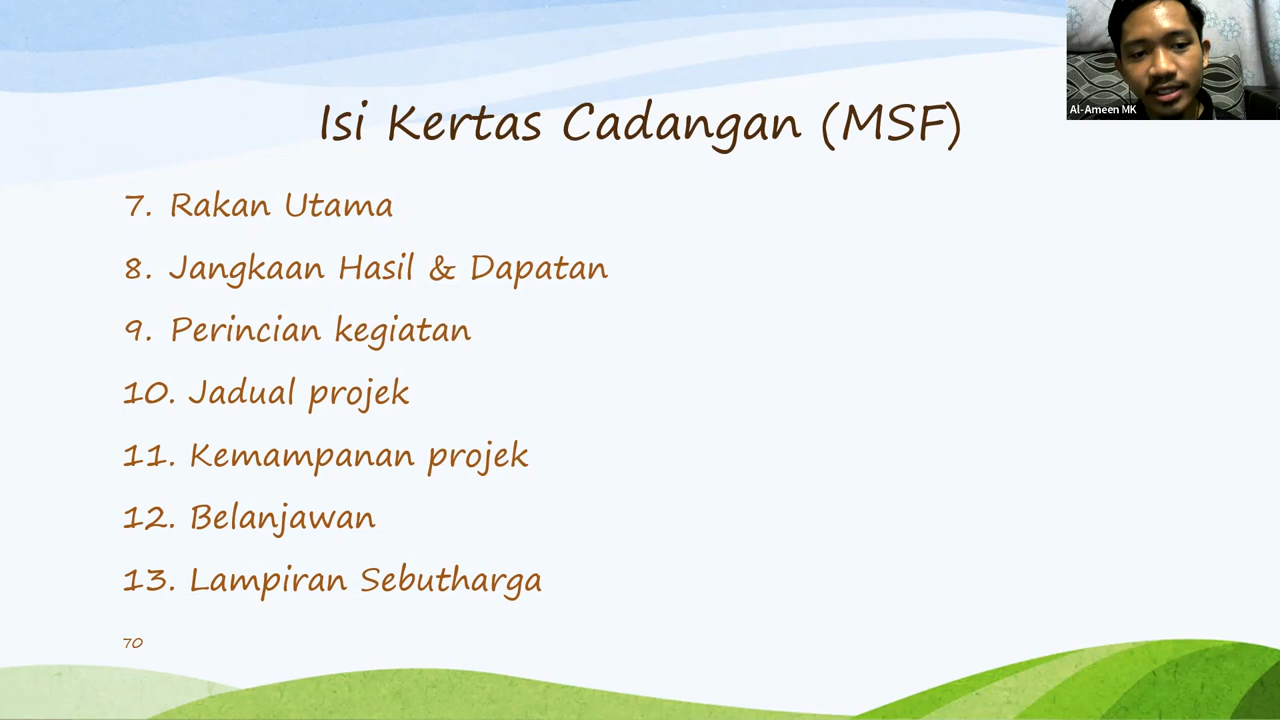 Al-Ameen MK
Isi Kertas Cadangan (MSF)
7. Rakan Utama
8. Jangkaan Hasil & Dapatan
9. Perincian kegiatan
10. Jadual projek
11. Kemampanan projek
12. Belanjawan
13. Lampiran Sebutharga
70